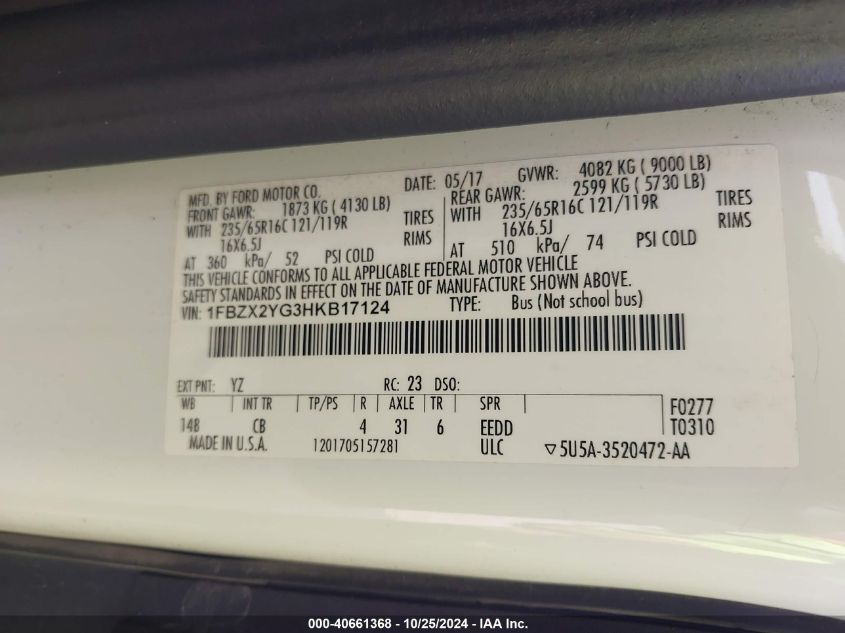 MFD. BY FORD MOTOR CO. DATE: 05/17 GVWR: 4082 KG ( 9000 LB)
FRONT GAWR: 1873 KG ( 4130 LB) REAR GAWR: 2599 KG ( 5730 LB)
WITH 235/65R16C 121/119R TIRES WITH 235/65R16C 121/119R TIRES
16X6.5J RIMS 16X6.5J RIMS
AT 360 kPa/ 52 PSI COLD AT 510 kPa/ 74 PSI COLD
THIS VEHICLE CONFORMS TO ALL APPLICABLE FEDERAL MOTOR VEHICLE
SAFETY STANDARDS IN EFFECT ON THE DATE OF MANUFACTURE SHOWN ABOVE.
VIN: 1FBZX2YG3HKB17124 TYPE: Bus (Not school bus)
EXT PNT: YZ RC: 23 DSO:
WB INT TR TP/PS R AXLE TR SPR F0277
148 CB 4 31 6 EEDD T0310
MADE IN U.S.A. 1201705157281 ULC ▽5U5A-3520472-AA
000-40661368 - 10/25/2024 - IAA Inc.